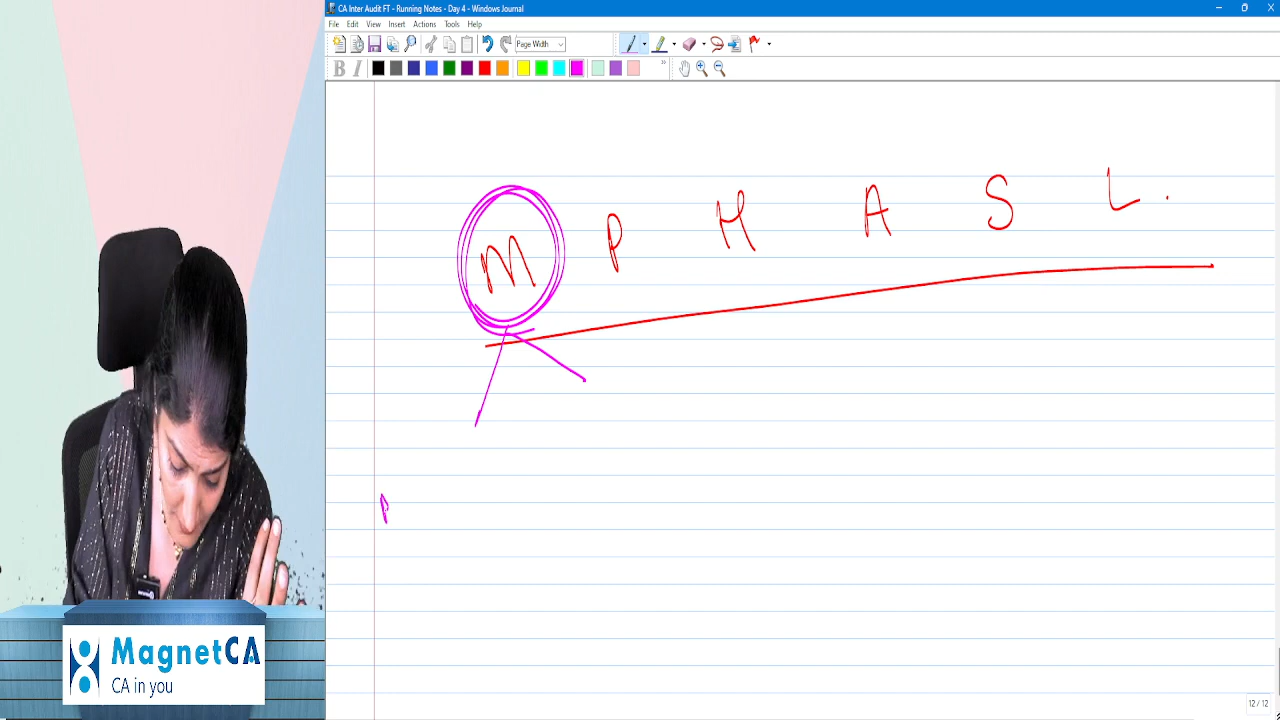 CA Inter Audit FT - Running Notes - Day 4 - Windows Journal
File Edit View Insert Actions Tools Help
Page Width
B I
M P H A S L.
MagnetCA
CA in you
12 / 12